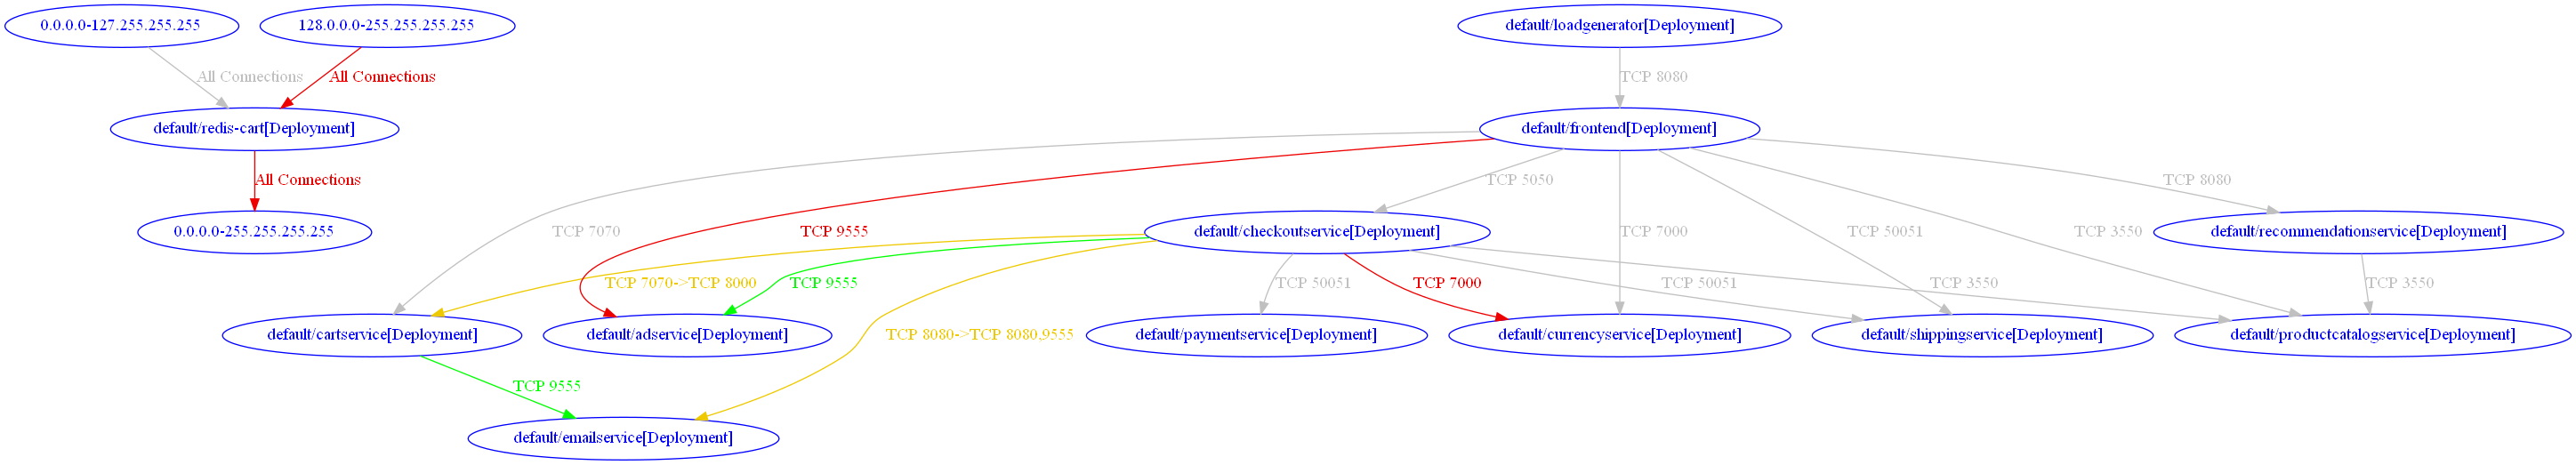 0.0.0.0-127.255.255.255
128.0.0.0-255.255.255.255
default/loadgenerator[Deployment]
All Connections
All Connections
TCP 8080
default/redis-cart[Deployment]
default/frontend[Deployment]
All Connections
TCP 5050
TCP 8080
0.0.0.0-255.255.255.255
TCP 7070
TCP 9555
default/checkoutservice[Deployment]
TCP 7000
TCP 50051
TCP 3550
default/recommendationservice[Deployment]
TCP 7070->TCP 8000
TCP 9555
TCP 50051
TCP 7000
TCP 50051
TCP 3550
TCP 3550
default/cartservice[Deployment]
default/adservice[Deployment]
TCP 8080->TCP 8080,9555
default/paymentservice[Deployment]
default/currencyservice[Deployment]
default/shippingservice[Deployment]
default/productcatalogservice[Deployment]
TCP 9555
default/emailservice[Deployment]